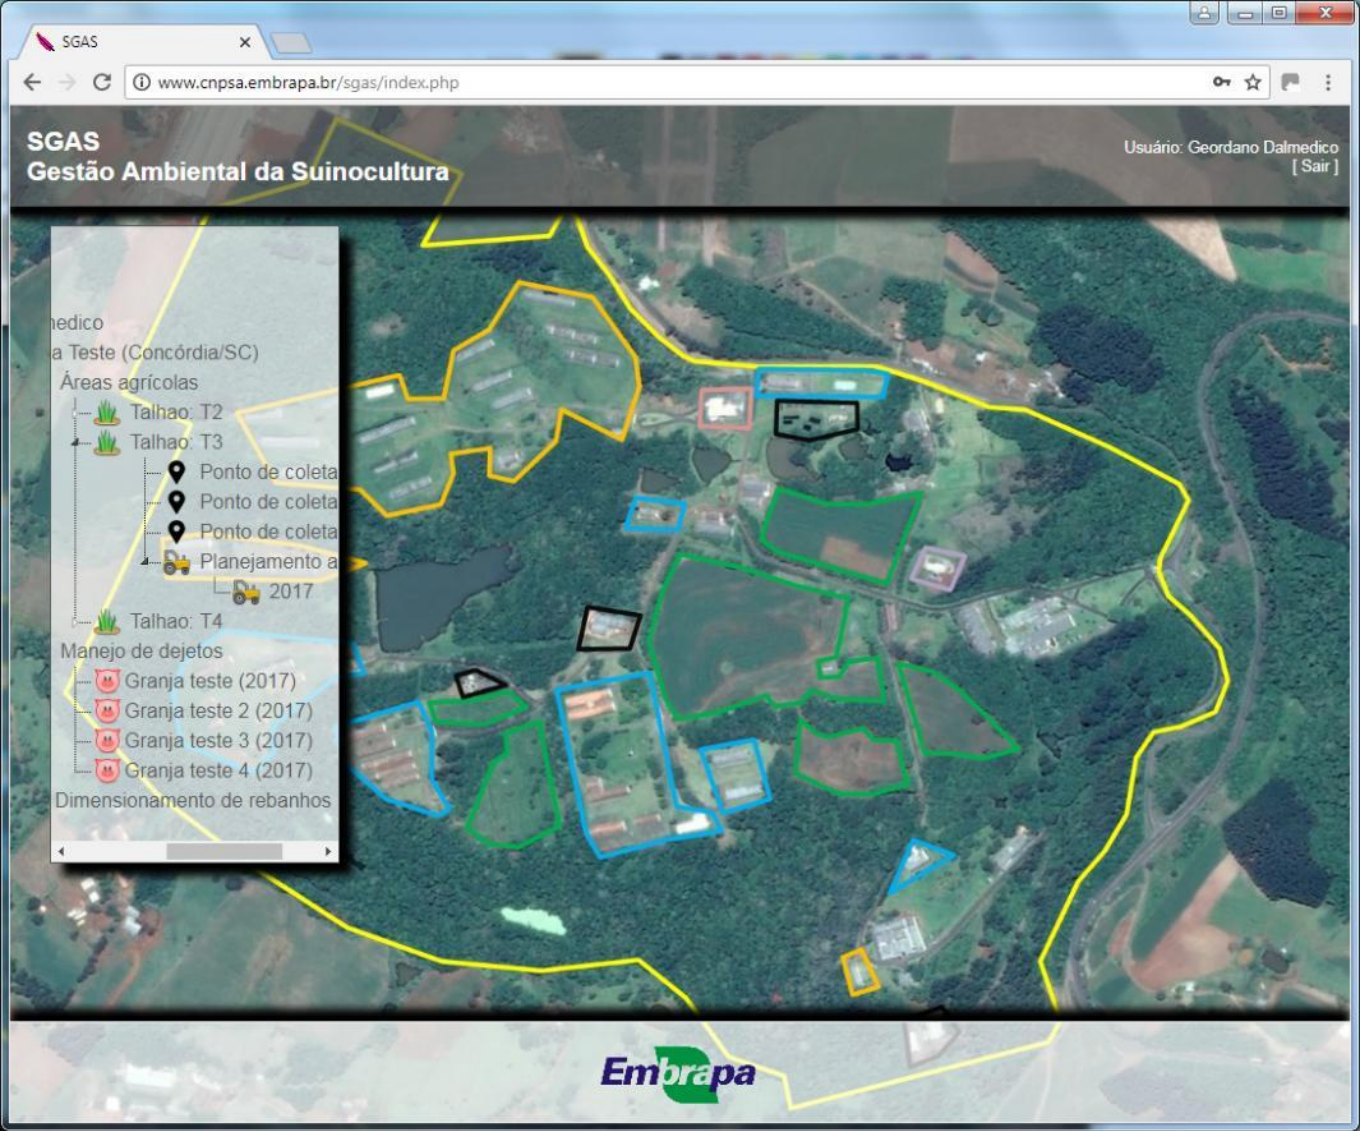 SGAS
www.cnpsa.embrapa.br/sgas/index.php
SGAS
Gestão Ambiental da Suinocultura
Usuário: Geordano Dalmedico
[ Sair ]
a Teste (Concórdia/SC)
Áreas agrícolas
Talhao: T2
Talhao: T3
Ponto de coleta
Ponto de coleta
Ponto de coleta
Planejamento a
2017
Talhao: T4
Manejo de dejetos
Granja teste (2017)
Granja teste 2 (2017)
Granja teste 3 (2017)
Granja teste 4 (2017)
Dimensionamento de rebanhos
Embrapa